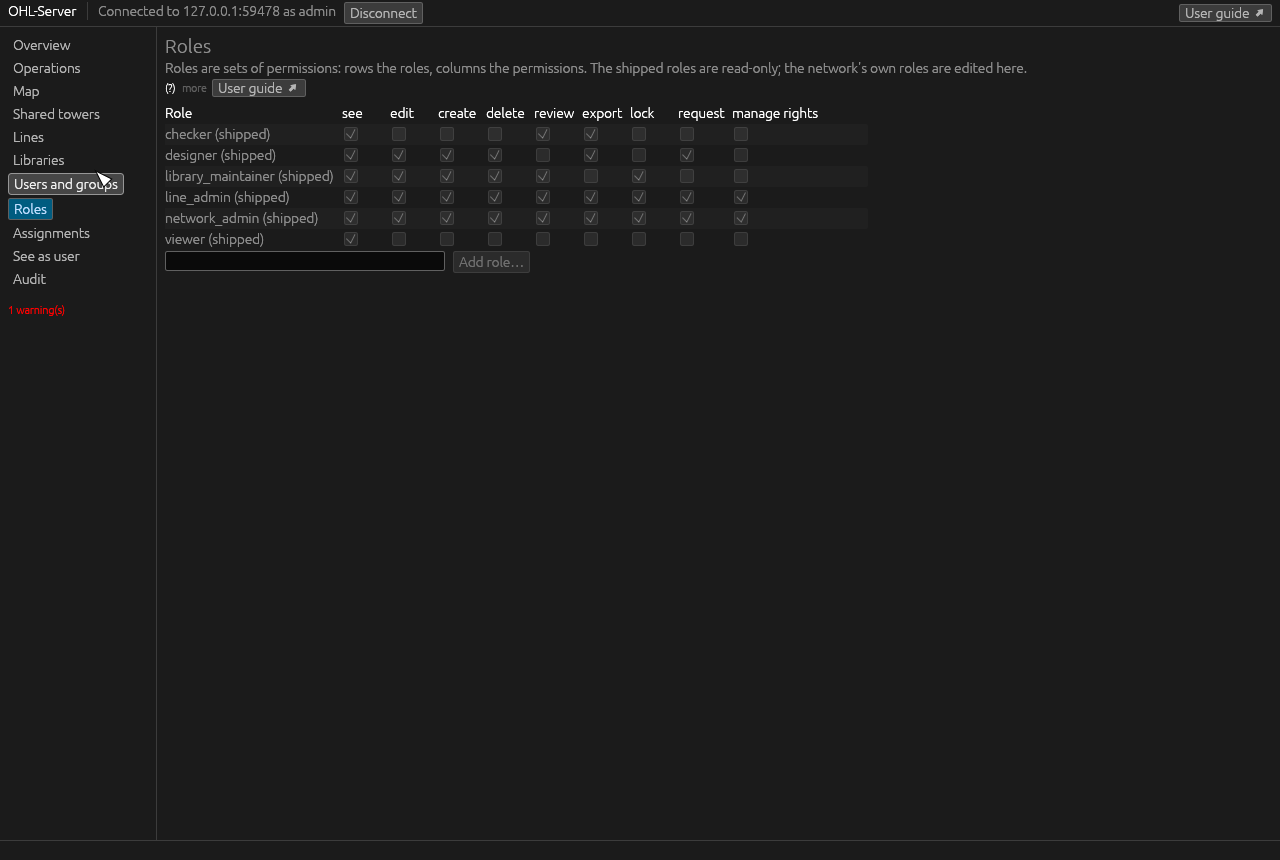 OHL-Server Connected to 127.0.0.1:59478 as admin Disconnect User guide
Overview
Operations
Map
Shared towers
Lines
Libraries
Users and groups
Roles
Assignments
See as user
Audit
1 warning(s)
Roles
Roles are sets of permissions: rows the roles, columns the permissions. The shipped roles are read-only; the network's own roles are edited here.
(?) more User guide
Role see edit create delete review export lock request manage rights
checker (shipped)
designer (shipped)
library_maintainer (shipped)
line_admin (shipped)
network_admin (shipped)
viewer (shipped)
Add role...